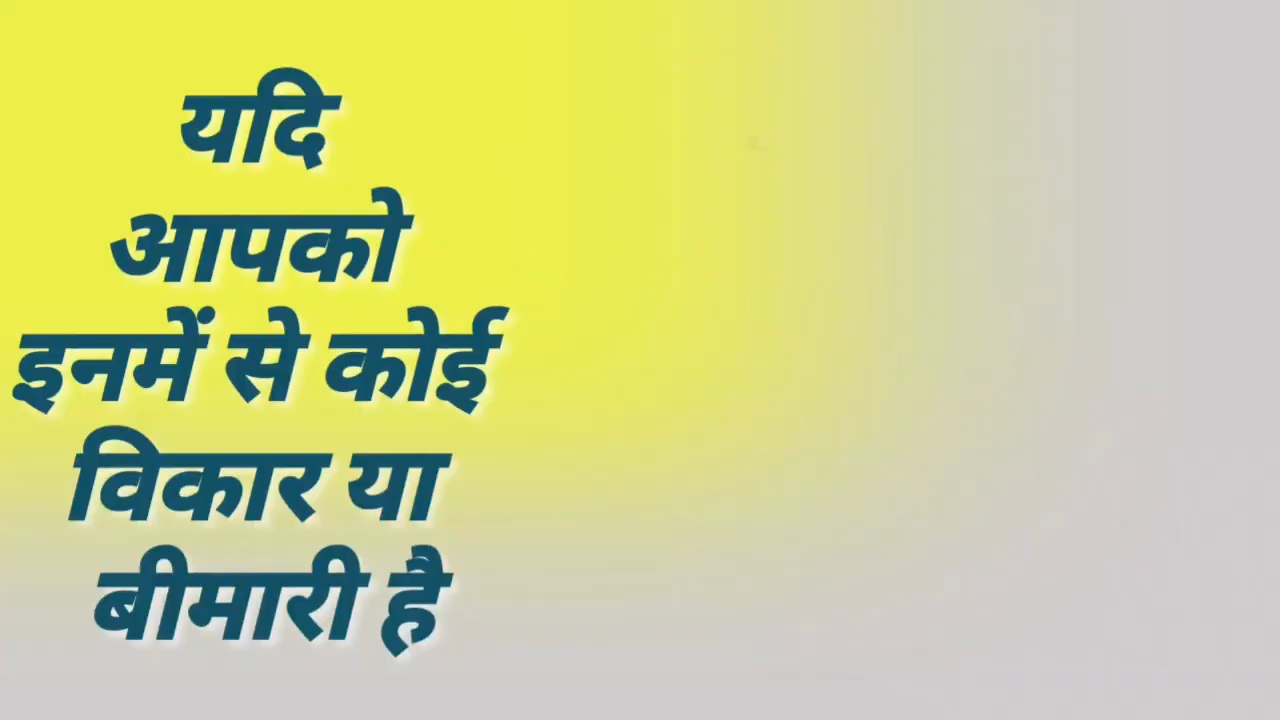 यदि
आपको
इनमें से कोई
विकार या
बीमारी है